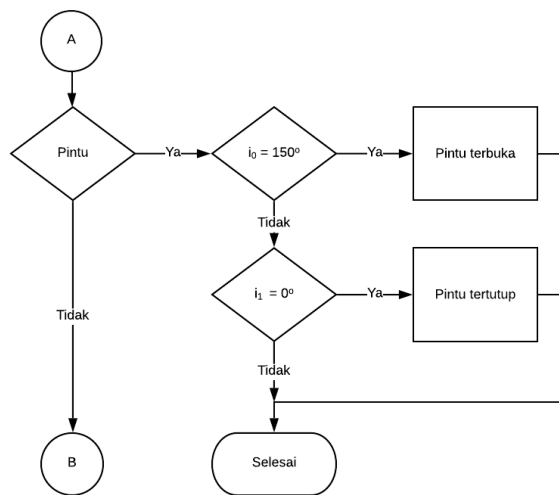 A
Pintu
Ya
i₀ = 150º
Ya
Pintu terbuka
Tidak
i₁ = 0º
Ya
Pintu tertutup
Tidak
Tidak
B
Selesai